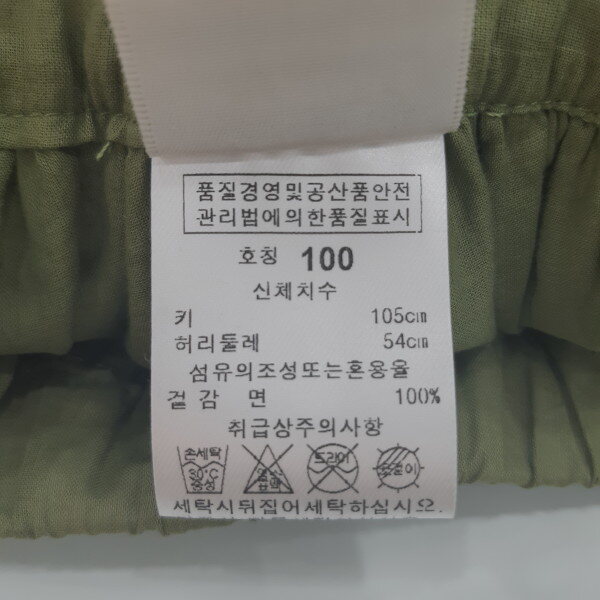 품질경영및공산품안전
관리법에의한품질표시
호칭 100
신체치수
키 105cm
허리둘레 54cm
섬유의조성또는혼용율
겉감 면 100%
취급상주의사항
손세탁 드라이
30°C
중성
세탁시뒤집어세탁하십시요.